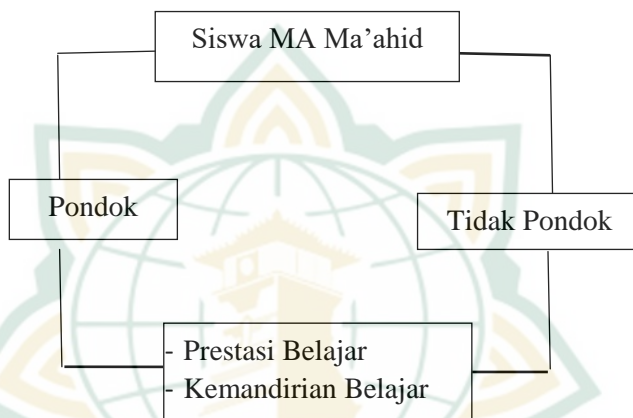 Siswa MA Ma’ahid
Pondok
Tidak Pondok
- Prestasi Belajar
- Kemandirian Belajar